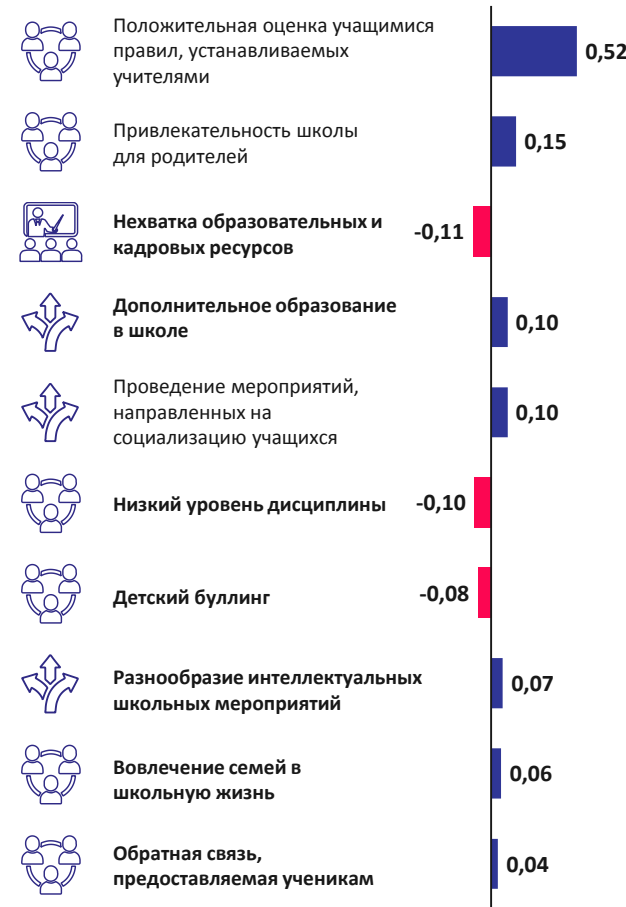 Положительная оценка учащимися
правил, устанавливаемых
учителями
0,52
Привлекательность школы
для родителей
0,15
Нехватка образовательных и
кадровых ресурсов
-0,11
Дополнительное образование
в школе
0,10
Проведение мероприятий,
направленных на
социализацию учащихся
0,10
Низкий уровень дисциплины
-0,10
Детский буллинг
-0,08
Разнообразие интеллектуальных
школьных мероприятий
0,07
Вовлечение семей в
школьную жизнь
0,06
Обратная связь,
предоставляемая ученикам
0,04